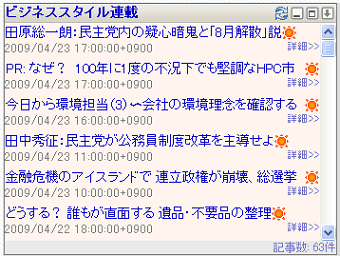 ビジネススタイル連載
田原総一朗：民主党内の疑心暗鬼と「8月解散」説
2009/04/23 17:00:00+0900 詳細>>
PR: なぜ？ 100年に1度の不況下でも堅調なHPC市
2009/04/23 17:00:00+0900 詳細>>
今日から環境担当（3）〜会社の環境理念を確認する
2009/04/23 16:00:00+0900 詳細>>
田中秀征：民主党が公務員制度改革を主導せよ
2009/04/23 11:00:00+0900 詳細>>
金融危機のアイスランドで 連立政権が崩壊、総選挙
2009/04/23 10:00:00+0900 詳細>>
どうする？ 誰もが直面する 遺品・不要品の整理
2009/04/22 18:00:00+0900 詳細>>
記事数: 63件